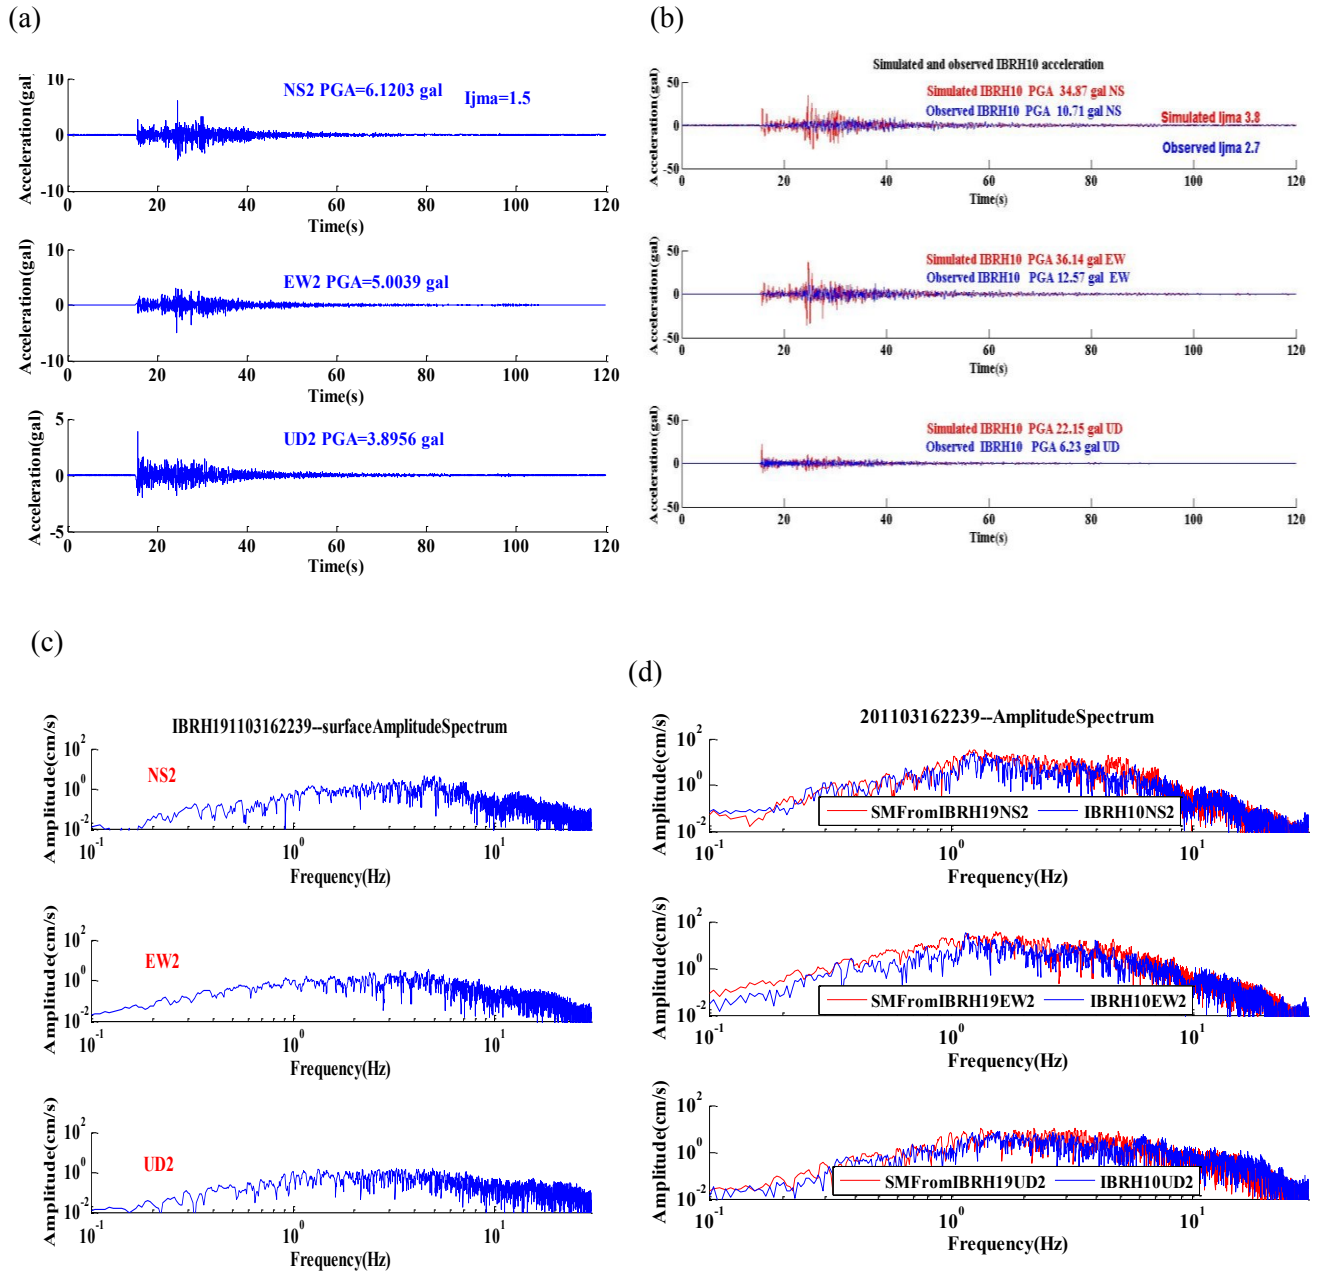 (a)
10
0
-10
Acceleration(gal)
NS2 PGA=6.1203 gal
Ijma=1.5
0 20 40 60 80 100 120
Time(s)
10
0
-10
Acceleration(gal)
EW2 PGA=5.0039 gal
0 20 40 60 80 100 120
Time(s)
5
0
-5
Acceleration(gal)
UD2 PGA=3.8956 gal
0 20 40 60 80 100 120
Time(s)
(b)
Simulated and observed IBRH10 acceleration
50
0
-50
Acceleration(gal)
Simulated IBRH10 PGA 34.87 gal NS
Observed IBRH10 PGA 10.71 gal NS
Simulated Ijma 3.8
Observed Ijma 2.7
0 20 40 60 80 100 120
Time(s)
50
0
-50
Acceleration(gal)
Simulated IBRH10 PGA 36.14 gal EW
Observed IBRH10 PGA 12.57 gal EW
0 20 40 60 80 100 120
Time(s)
50
0
-50
Acceleration(gal)
Simulated IBRH10 PGA 22.15 gal UD
Observed IBRH10 PGA 6.23 gal UD
0 20 40 60 80 100 120
Time(s)
(c)
IBRH191103162239--surfaceAmplitudeSpectrum
Amplitude(cm/s)
10^2
10^0
10^-2
NS2
10^-1 10^0 10^1
Frequency(Hz)
Amplitude(cm/s)
10^2
10^0
10^-2
EW2
10^-1 10^0 10^1
Frequency(Hz)
Amplitude(cm/s)
10^2
10^0
10^-2
UD2
10^-1 10^0 10^1
Frequency(Hz)
(d)
201103162239--AmplitudeSpectrum
Amplitude(cm/s)
10^2
10^0
10^-2
SMFromIBRH19NS2 IBRH10NS2
10^-1 10^0 10^1
Frequency(Hz)
Amplitude(cm/s)
10^2
10^0
10^-2
SMFromIBRH19EW2 IBRH10EW2
10^-1 10^0 10^1
Frequency(Hz)
Amplitude(cm/s)
10^2
10^0
10^-2
SMFromIBRH19UD2 IBRH10UD2
10^-1 10^0 10^1
Frequency(Hz)